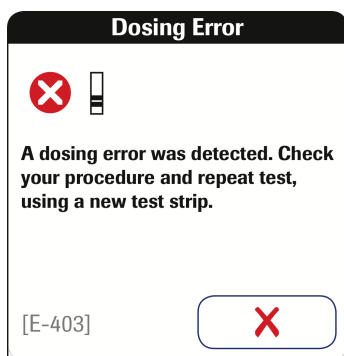 Dosing Error
A dosing error was detected. Check
your procedure and repeat test,
using a new test strip.
[E-403]